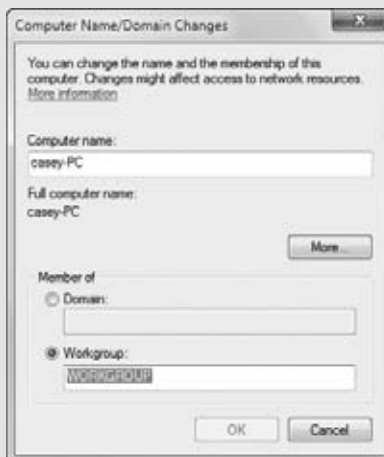 Computer Name/Domain Changes
You can change the name and the membership of this
computer. Changes might affect access to network resources.
More information
Computer name:
casey-PC
Full computer name:
casey-PC
More...
Member of
Domain:
Workgroup:
WORKGROUP
OK
Cancel